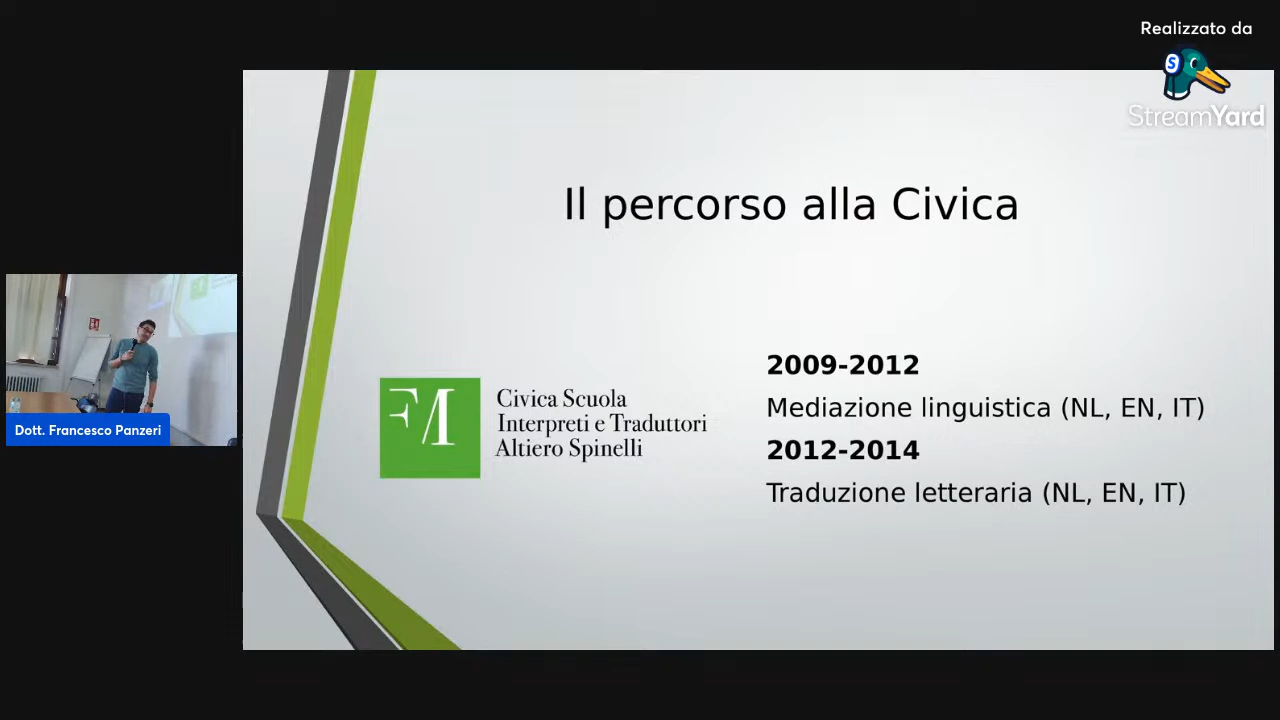 Realizzato da
StreamYard
Il percorso alla Civica
2009-2012
Mediazione linguistica (NL, EN, IT)
2012-2014
Traduzione letteraria (NL, EN, IT)
Civica Scuola
Interpreti e Traduttori
Altiero Spinelli
Dott. Francesco Panzeri